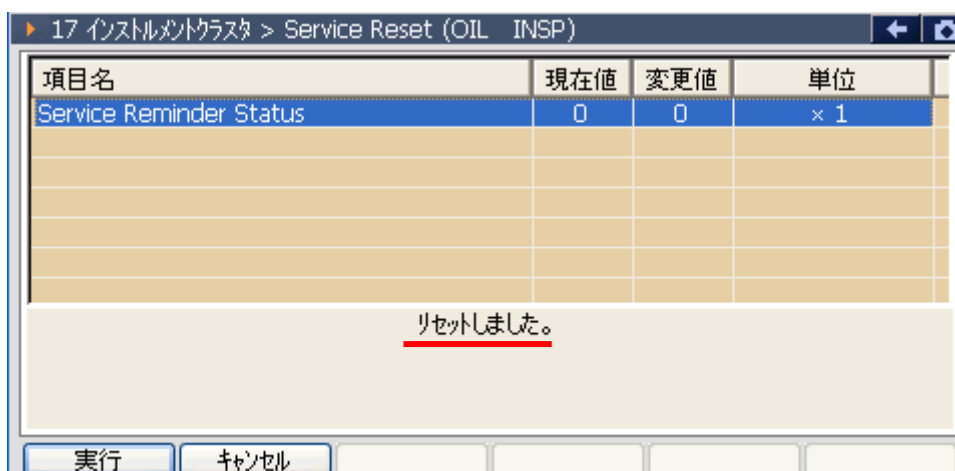 17 インストルメントクラスタ > Service Reset (OIL INSP)
項目名 現在値 変更値 単位
Service Reminder Status 0 0 × 1
リセットしました。
実行 キャンセル